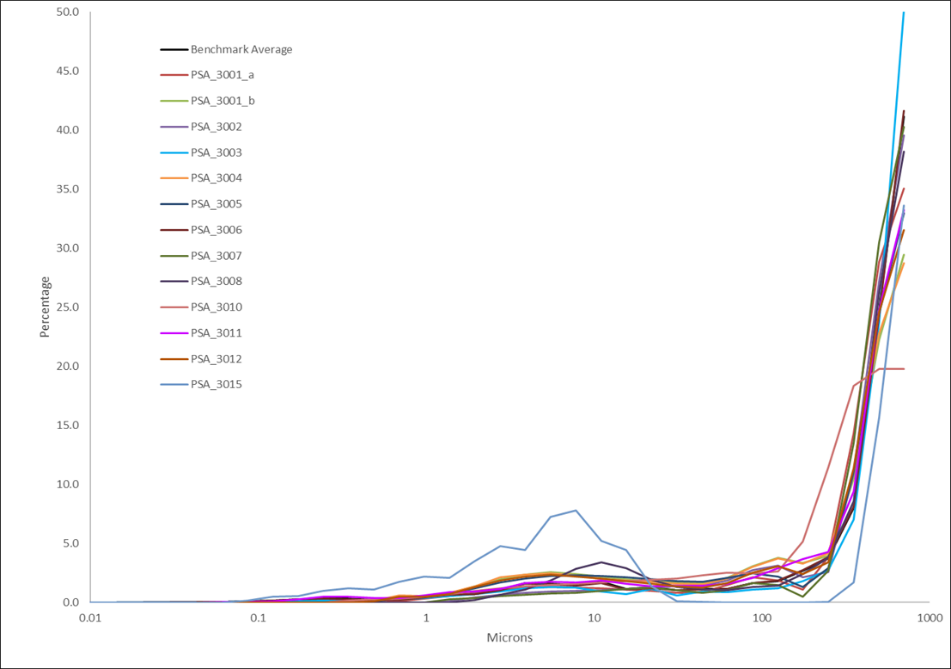 50.0
45.0
40.0
35.0
30.0
25.0
20.0
15.0
10.0
5.0
0.0
Percentage
Benchmark Average
PSA_3001_a
PSA_3001_b
PSA_3002
PSA_3003
PSA_3004
PSA_3005
PSA_3006
PSA_3007
PSA_3008
PSA_3010
PSA_3011
PSA_3012
PSA_3015
0.01 0.1 1 10 100 1000
Microns